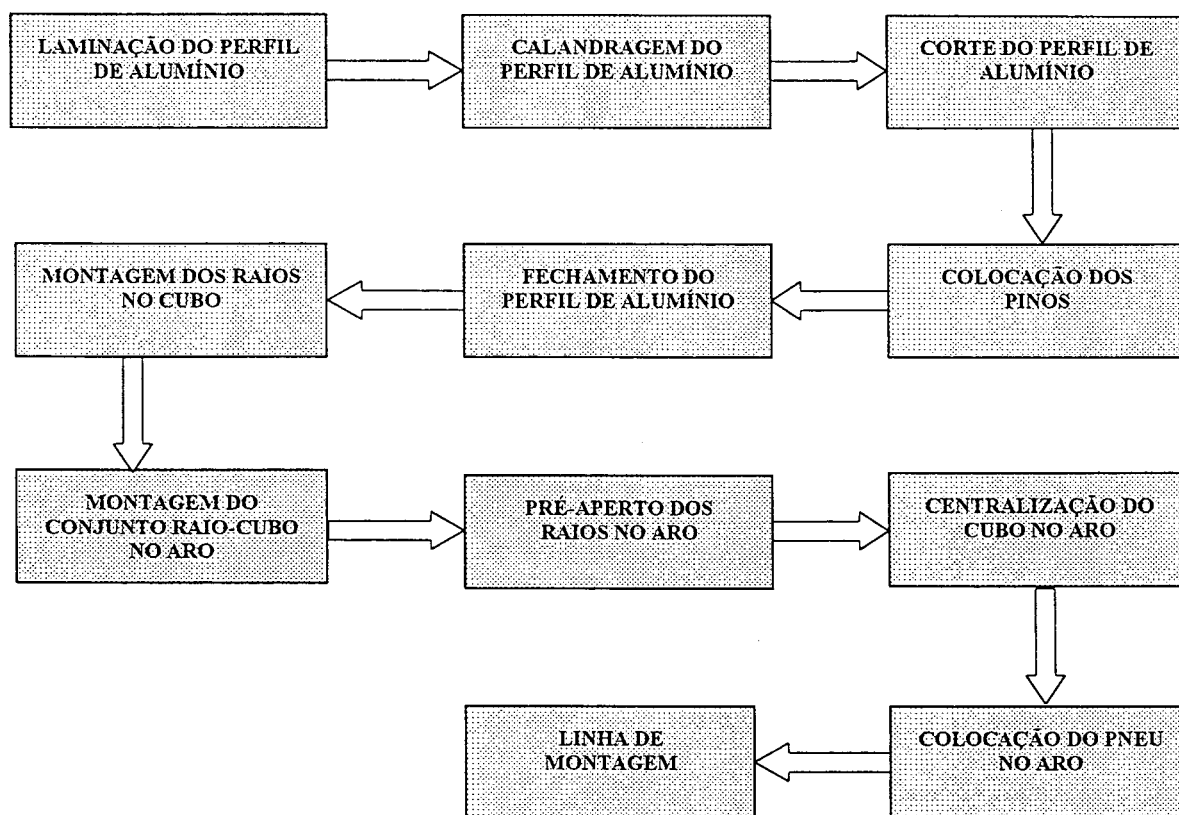 LAMINAÇÃO DO PERFIL
DE ALUMÍNIO
CALANDRAGEM DO
PERFIL DE ALUMÍNIO
CORTE DO PERFIL DE
ALUMÍNIO
COLOCAÇÃO DOS
PINOS
FECHAMENTO DO
PERFIL DE ALUMÍNIO
MONTAGEM DOS RAIOS
NO CUBO
MONTAGEM DO
CONJUNTO RAIO-CUBO
NO ARO
PRÉ-APERTO DOS
RAIOS NO ARO
CENTRALIZAÇÃO DO
CUBO NO ARO
COLOCAÇÃO DO PNEU
NO ARO
LINHA DE
MONTAGEM